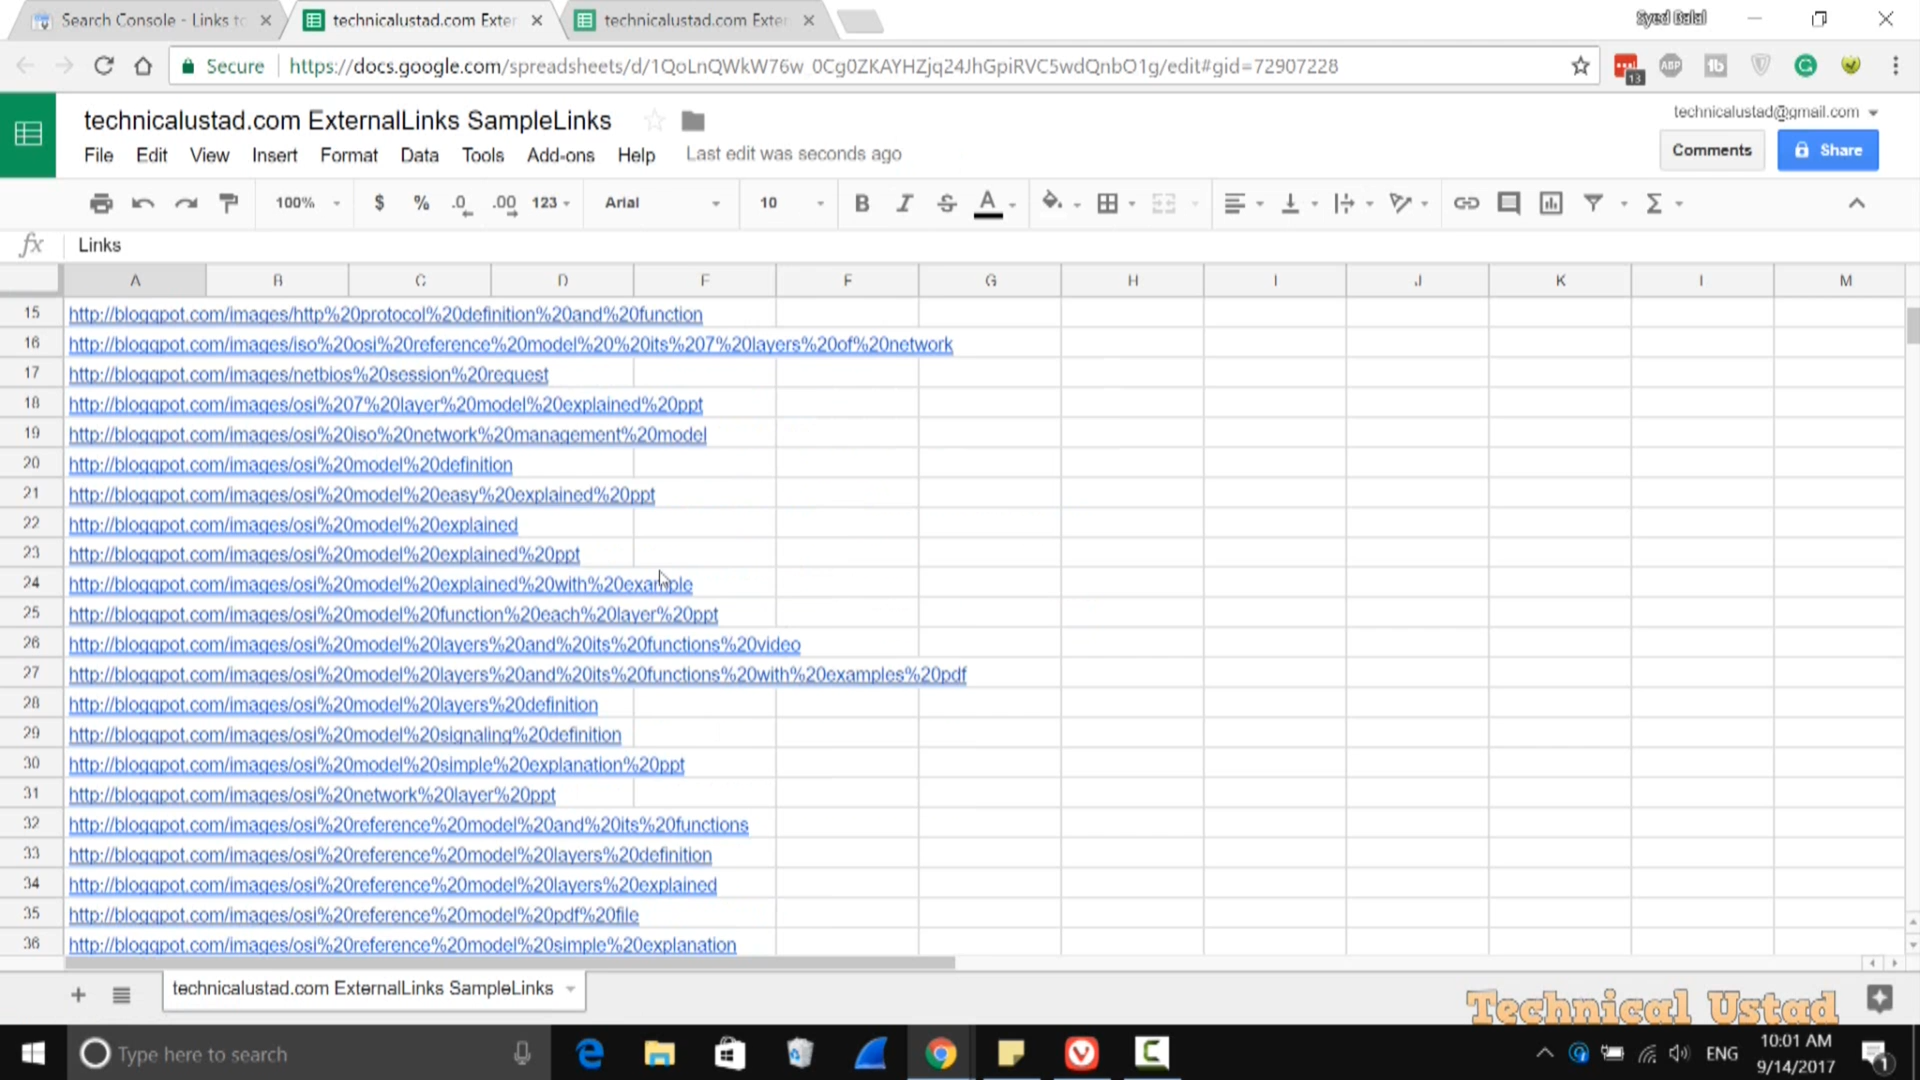 Search Console - Links to
technicalustad.com Exter
technicalustad.com Exter
Syed Balal
Secure
https://docs.google.com/spreadsheets/d/1QoLnQWkW76w_0Cg0ZKAYHZjq24JhGpiRVC5wdQnbO1g/edit#gid=72907228
13
technicalustad.com ExternalLinks SampleLinks
technicalustad@gmail.com
File Edit View Insert Format Data Tools Add-ons Help Last edit was seconds ago
Comments
Share
100% $ % .0 .00 123 Arial 10 B I S A
fx Links
A B C D E F G H I J K L M
15 http://bloggpot.com/images/http%20protocol%20definition%20and%20function
16 http://bloggpot.com/images/iso%20osi%20reference%20model%20%20its%207%20layers%20of%20network
17 http://bloggpot.com/images/netbios%20session%20request
18 http://bloggpot.com/images/osi%207%20layer%20model%20explained%20ppt
19 http://bloggpot.com/images/osi%20iso%20network%20management%20model
20 http://bloggpot.com/images/osi%20model%20definition
21 http://bloggpot.com/images/osi%20model%20easy%20explained%20ppt
22 http://bloggpot.com/images/osi%20model%20explained
23 http://bloggpot.com/images/osi%20model%20explained%20ppt
24 http://bloggpot.com/images/osi%20model%20explained%20with%20example
25 http://bloggpot.com/images/osi%20model%20function%20each%20layer%20ppt
26 http://bloggpot.com/images/osi%20model%20layers%20and%20its%20functions%20video
27 http://bloggpot.com/images/osi%20model%20layers%20and%20its%20functions%20with%20examples%20pdf
28 http://bloggpot.com/images/osi%20model%20layers%20definition
29 http://bloggpot.com/images/osi%20model%20signaling%20definition
30 http://bloggpot.com/images/osi%20model%20simple%20explanation%20ppt
31 http://bloggpot.com/images/osi%20network%20layer%20ppt
32 http://bloggpot.com/images/osi%20reference%20model%20and%20its%20functions
33 http://bloggpot.com/images/osi%20reference%20model%20layers%20definition
34 http://bloggpot.com/images/osi%20reference%20model%20layers%20explained
35 http://bloggpot.com/images/osi%20reference%20model%20pdf%20file
36 http://bloggpot.com/images/osi%20reference%20model%20simple%20explanation
technicalustad.com ExternalLinks SampleLinks
Technical Ustad
Type here to search
ENG
10:01 AM
9/14/2017
1